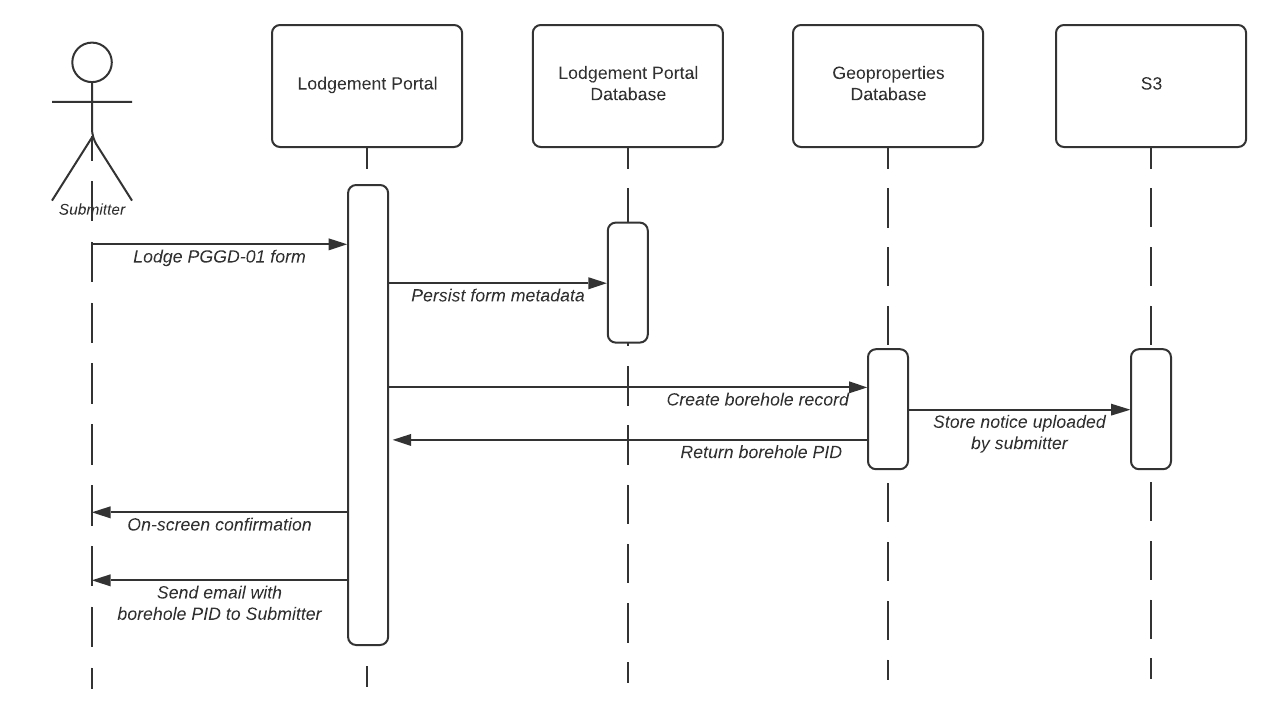 Lodgement Portal
Lodgement Portal
Database
Geoproperties
Database
S3
Submitter
Lodge PGGD-01 form
Persist form metadata
Create borehole record
Store notice uploaded
by submitter
Return borehole PID
On-screen confirmation
Send email with
borehole PID to Submitter